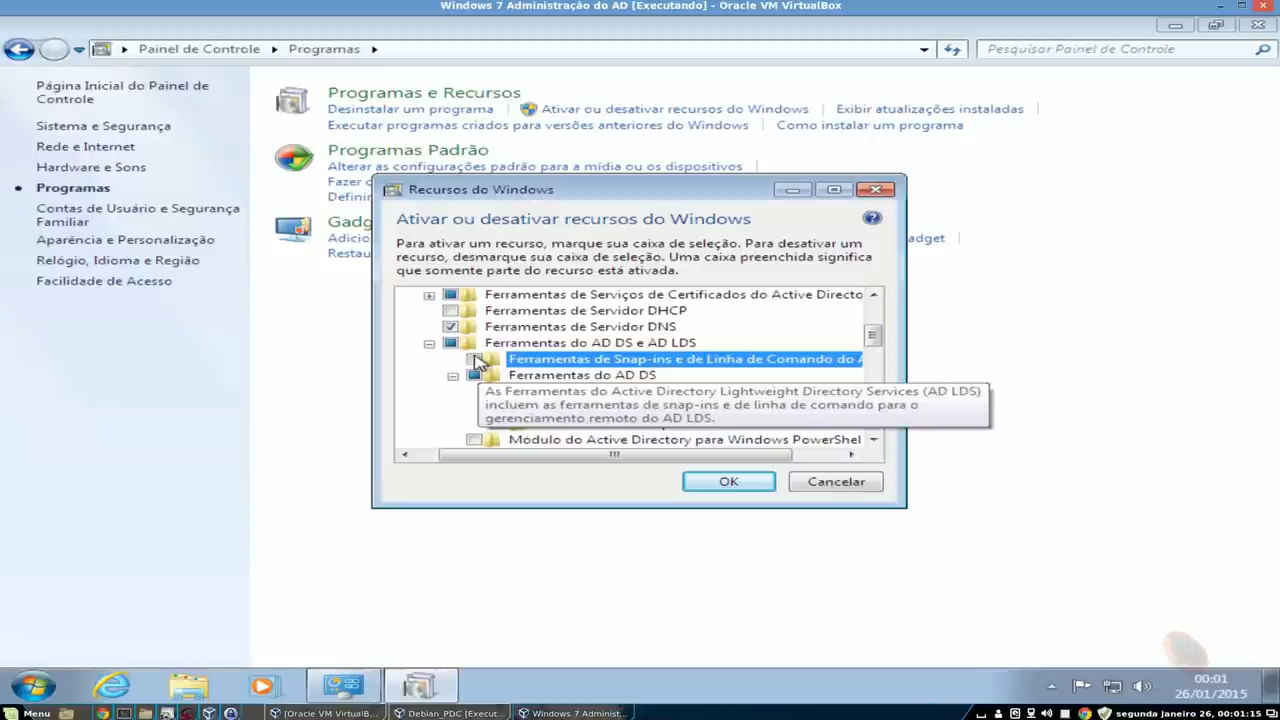 Windows 7 Administração do AD [Executando] - Oracle VM VirtualBox
Painel de Controle
Programas
Pesquisar Painel de Controle
Página Inicial do Painel de
Controle
Sistema e Segurança
Rede e Internet
Hardware e Sons
Programas
Contas de Usuário e Segurança
Familiar
Aparência e Personalização
Relógio, Idioma e Região
Facilidade de Acesso
Programas e Recursos
Desinstalar um programa
Ativar ou desativar recursos do Windows
Exibir atualizações instaladas
Executar programas criados para versões anteriores do Windows
Como instalar um programa
Programas Padrão
Alterar as configurações padrão para a mídia ou os dispositivos
Fazer
Definir
Gadg
Adicio
adget
Restau
Recursos do Windows
Ativar ou desativar recursos do Windows
Para ativar um recurso, marque sua caixa de seleção. Para desativar um
recurso, desmarque sua caixa de seleção. Uma caixa preenchida significa
que somente parte do recurso está ativada.
Ferramentas de Serviços de Certificados do Active Directo
Ferramentas de Servidor DHCP
Ferramentas de Servidor DNS
Ferramentas do AD DS e AD LDS
Ferramentas de Snap-ins e de Linha de Comando do A
Ferramentas do AD DS
As Ferramentas do Active Directory Lightweight Directory Services (AD LDS)
incluem as ferramentas de snap-ins e de linha de comando para o
gerenciamento remoto do AD LDS.
Módulo do Active Directory para Windows PowerShel
OK
Cancelar
00:01
26/01/2015
Menu
[Oracle VM VirtualB...
Debian_PDC [Execut...
Windows 7 Administ...
segunda Janeiro 26, 00:01:15